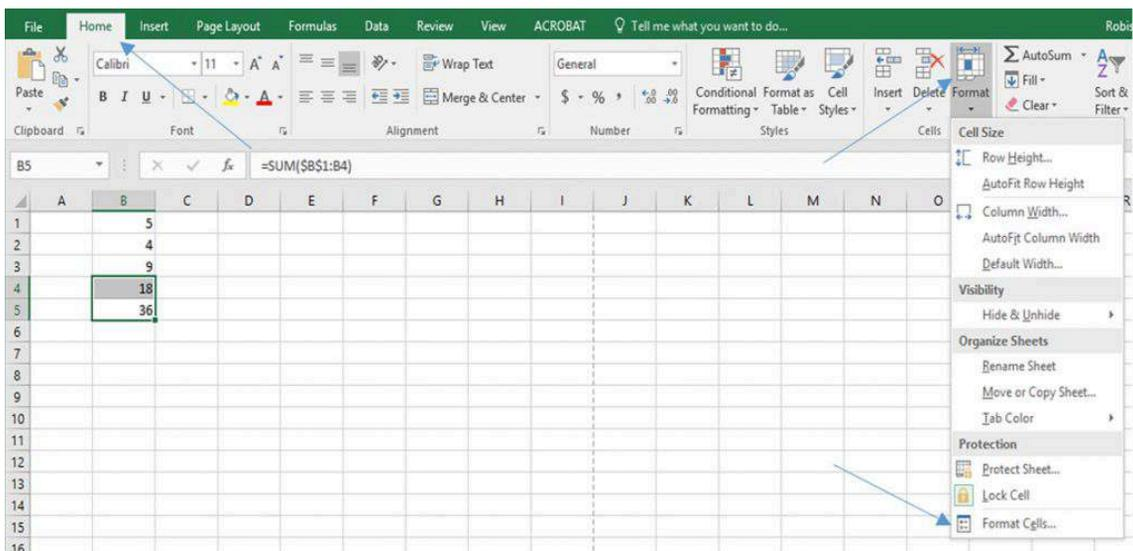 File Home Insert Page Layout Formulas Data Review View ACROBAT Tell me what you want to do... Robis
Calibri 11 A A Wrap Text General AutoSum A Z
Paste B I U A Merge & Center $ % , .00 .0 Conditional Formatting Format as Table Cell Styles Insert Delete Format Fill Clear Sort & Filter
Clipboard Font Alignment Number Styles Cells
B5 fx =SUM($B$1:B4)
A B C D E F G H I J K L M N O R
1 5
2 4
3 9
4 18
5 36
6
7
8
9
10
11
12
13
14
15
16
Cell Size
Row Height...
AutoFit Row Height
Column Width...
AutoFit Column Width
Default Width...
Visibility
Hide & Unhide
Organize Sheets
Rename Sheet
Move or Copy Sheet...
Tab Color
Protection
Protect Sheet...
Lock Cell
Format Cells...